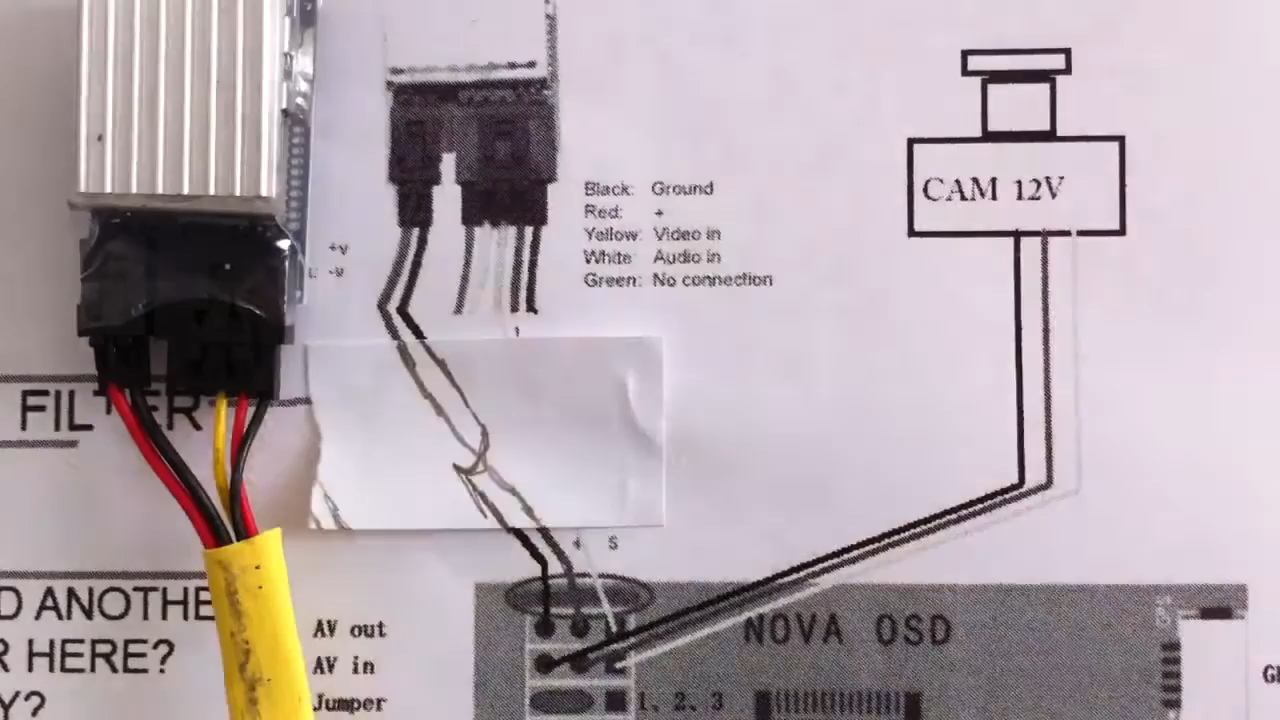 Black: Ground
Red: +
Yellow: Video in
White: Audio in
Green: No connection
CAM 12V
+v
-v
1
FILTER
4 5
D ANOTHE
R HERE?
Y?
AV out
AV in
Jumper
1, 2, 3
NOVA OSD